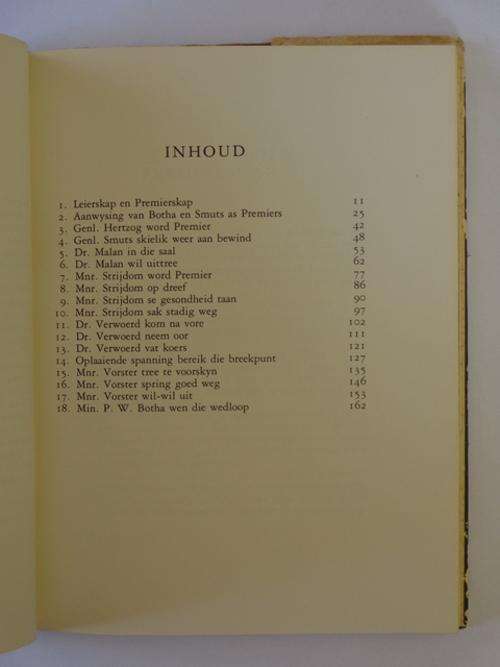 INHOUD
1. Leierskap en Premierskap 11
2. Aanwysing van Botha en Smuts as Premiers 25
3. Genl. Hertzog word Premier 42
4. Genl. Smuts skielik weer aan bewind 48
5. Dr. Malan in die saal 53
6. Dr. Malan wil uittree 62
7. Mnr. Strijdom word Premier 77
8. Mnr. Strijdom op dreef 86
9. Mnr. Strijdom se gesondheid taan 90
10. Mnr. Strijdom sak stadig weg 97
11. Dr. Verwoerd kom na vore 102
12. Dr. Verwoerd neem oor 111
13. Dr. Verwoerd vat koers 121
14. Oplaaiende spanning bereik die breekpunt 127
15. Mnr. Vorster tree te voorskyn 135
16. Mnr. Vorster spring goed weg 146
17. Mnr. Vorster wil-wil uit 153
18. Min. P. W. Botha wen die wedloop 162